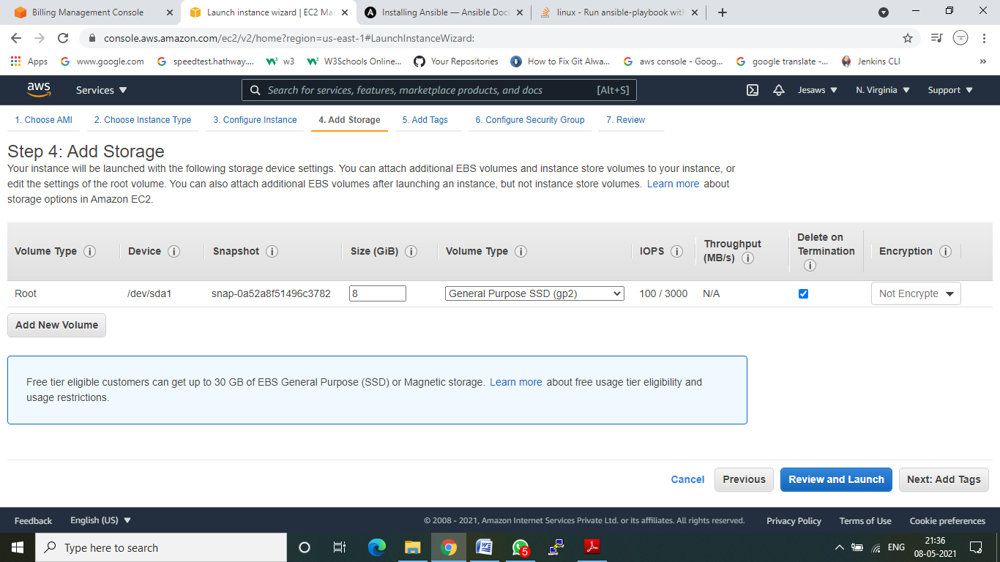 Billing Management Console
Launch instance wizard | EC2 Ma
Installing Ansible — Ansible Doc
linux - Run ansible-playbook with
console.aws.amazon.com/ec2/v2/home?region=us-east-1#LaunchInstanceWizard:
Apps www.google.com speedtest.hathway.... w3 W3Schools Online... Your Repositories How to Fix Git Alwa... aws console - Goog... google translate -... Jenkins CLI »
aws Services Search for services, features, marketplace products, and docs [Alt+S] Jesaws N. Virginia Support
1. Choose AMI 2. Choose Instance Type 3. Configure Instance 4. Add Storage 5. Add Tags 6. Configure Security Group 7. Review
Step 4: Add Storage
Your instance will be launched with the following storage device settings. You can attach additional EBS volumes and instance store volumes to your instance, or
edit the settings of the root volume. You can also attach additional EBS volumes after launching an instance, but not instance store volumes. Learn more about
storage options in Amazon EC2.
Volume Type i Device i Snapshot i Size (GiB) i Volume Type i IOPS i Throughput (MB/s) i Delete on Termination i Encryption i
Root /dev/sda1 snap-0a52a8f51496c3782 8 General Purpose SSD (gp2) 100 / 3000 N/A Not Encrypte
Add New Volume
Free tier eligible customers can get up to 30 GB of EBS General Purpose (SSD) or Magnetic storage. Learn more about free usage tier eligibility and
usage restrictions.
Cancel Previous Review and Launch Next: Add Tags
Feedback English (US) © 2008 - 2021, Amazon Internet Services Private Ltd. or its affiliates. All rights reserved. Privacy Policy Terms of Use Cookie preferences
Type here to search 5 ENG 21:36
08-05-2021